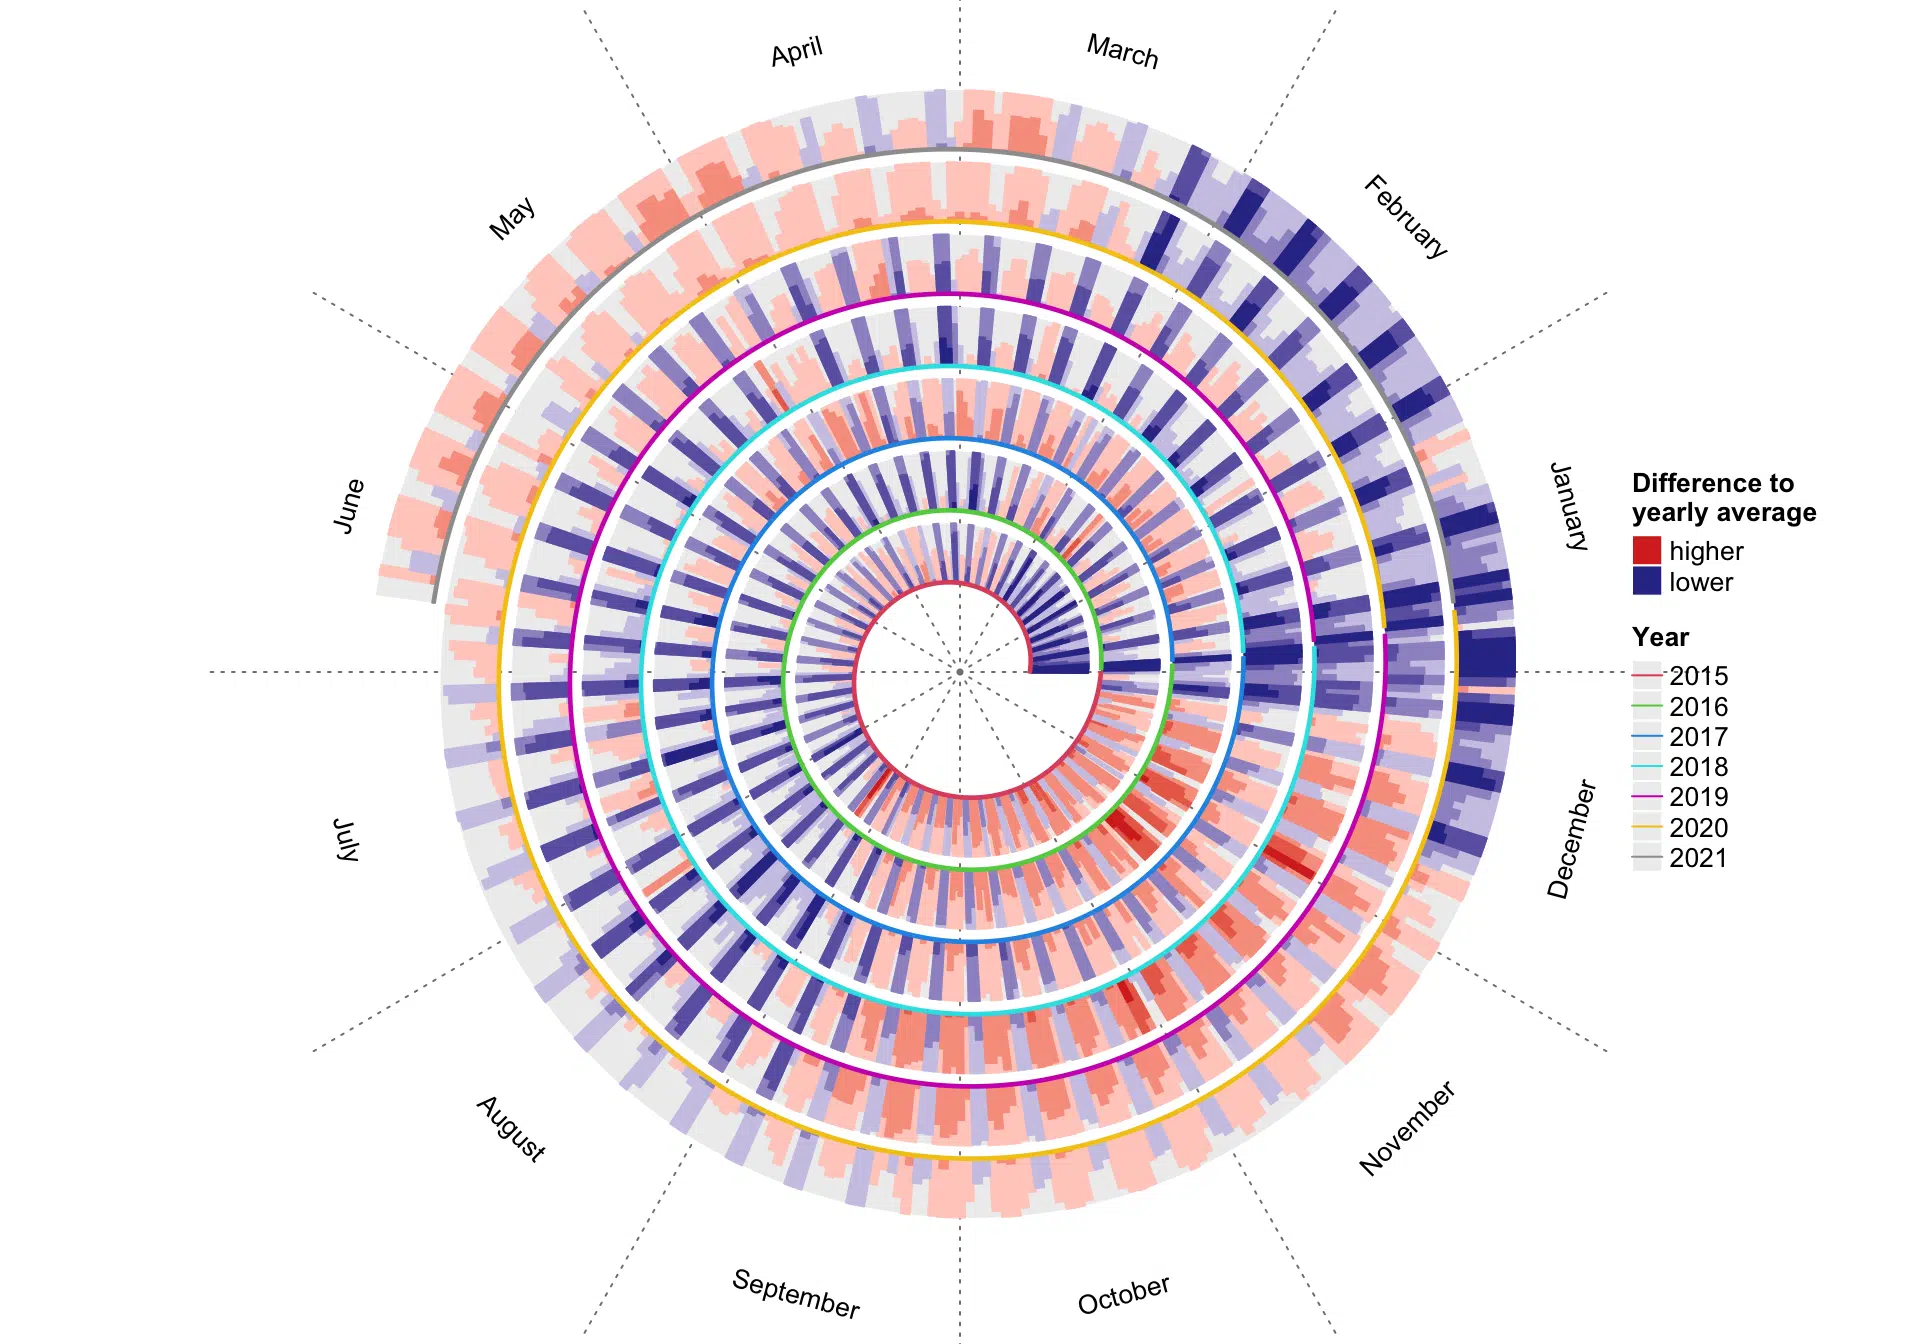 April
March
May
February
June
January
July
December
August
November
September
October
Difference to
yearly average
higher
lower
Year
2015
2016
2017
2018
2019
2020
2021